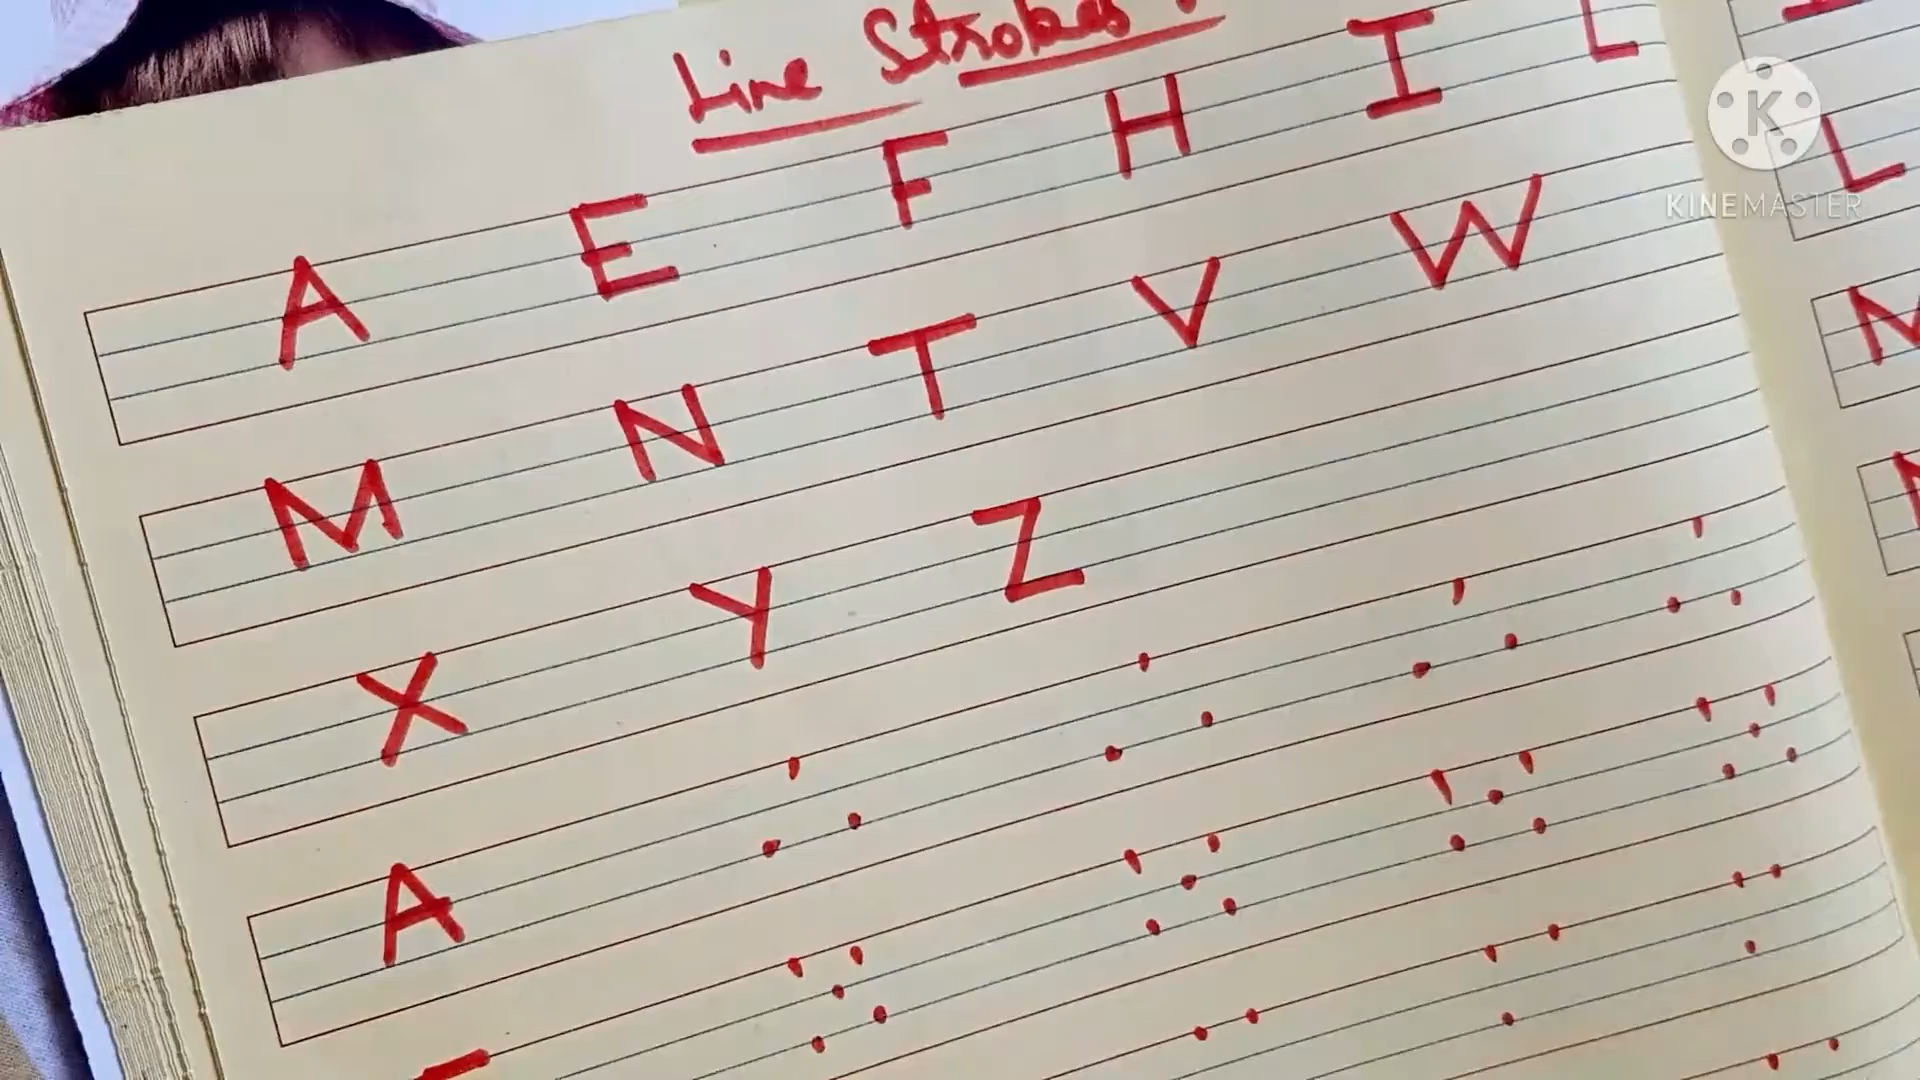 Line Strokes:
A E F H I L
M N T V W
X Y Z
A
L
M
K
KINEMASTER